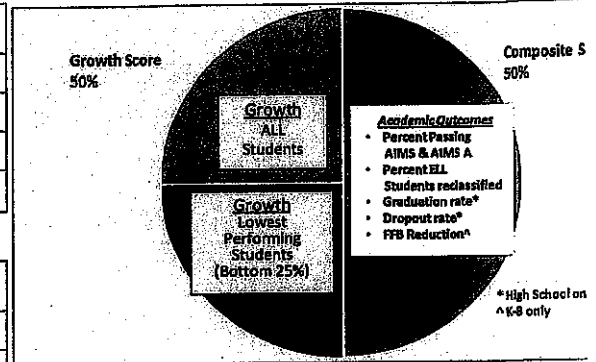 Growth Score
50%
Growth
ALL
Students
Growth
Lowest
Performing
Students
(Bottom 25%)
Composite S
50%
Academic Outcomes
• Percent Passing
AIMS & AIMS A
• Percent ELL
Students reclassified
• Graduation rate*
• Dropout rate*
• FFB Reduction^
*High School on
^ K-8 only